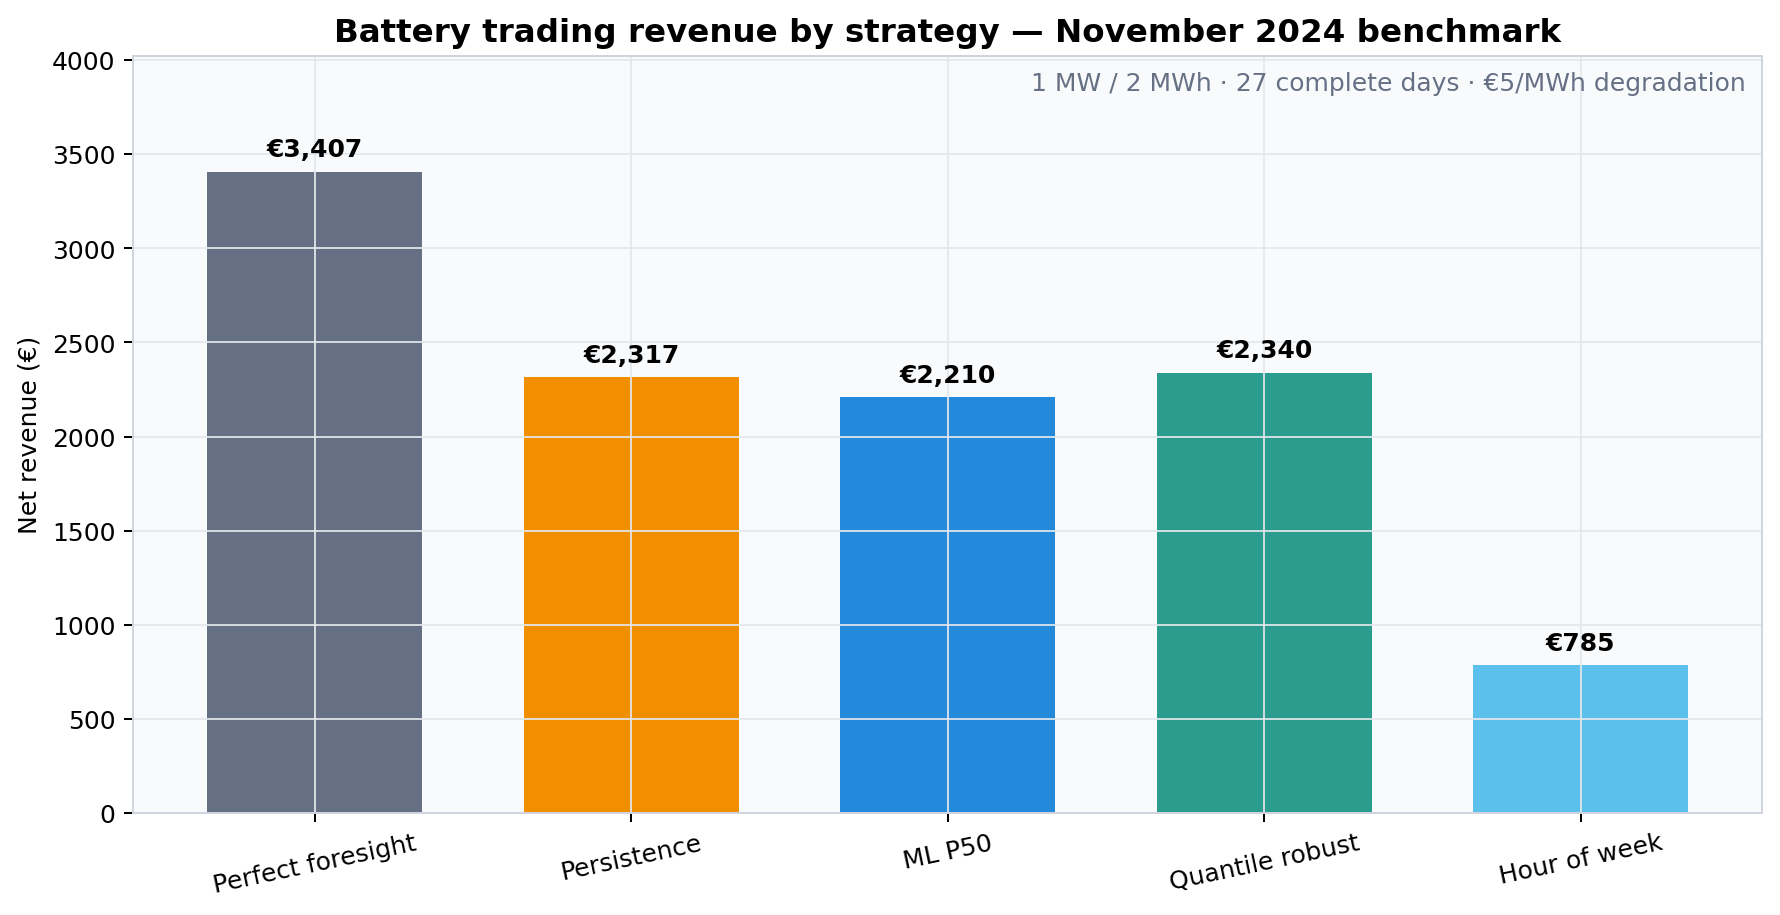 Battery trading revenue by strategy — November 2024 benchmark
1 MW / 2 MWh · 27 complete days · €5/MWh degradation
Net revenue (€)
4000
3500
3000
2500
2000
1500
1000
500
0
€3,407
€2,317
€2,210
€2,340
€785
Perfect foresight
Persistence
ML P50
Quantile robust
Hour of week